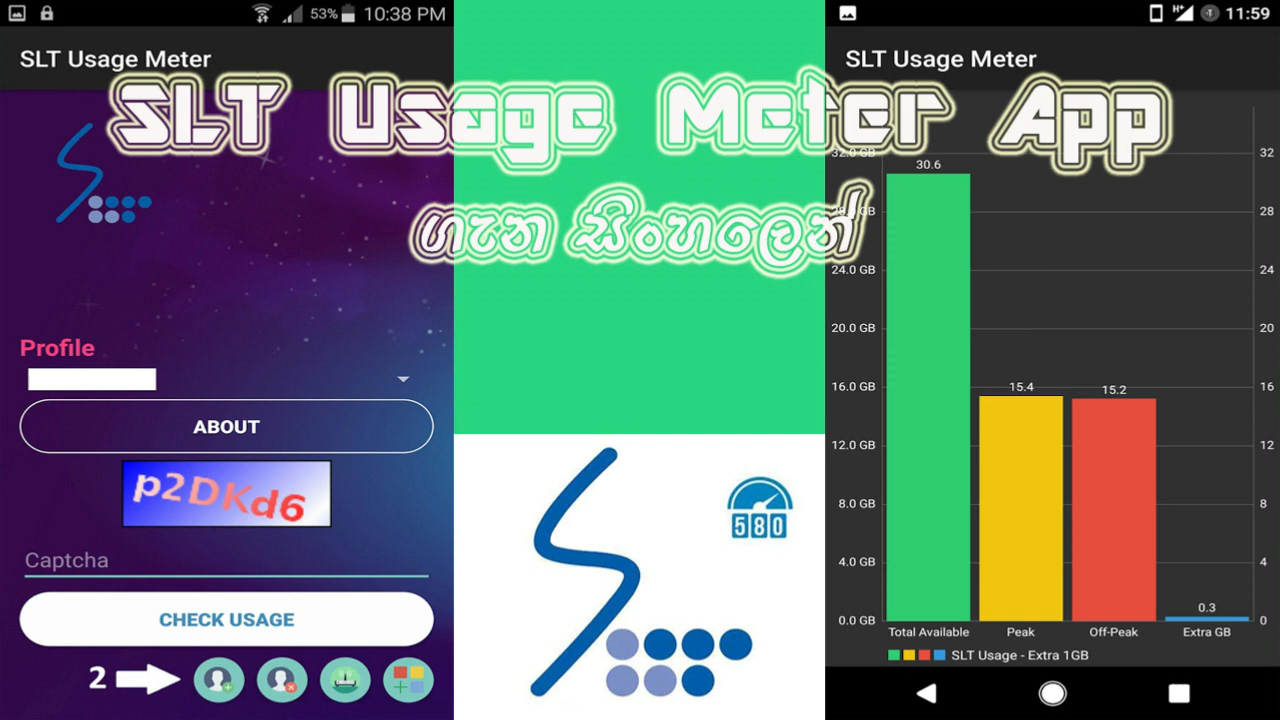 53% 10:38 PM
SLT Usage Meter
Profile
ABOUT
p2DKd6
Captcha
CHECK USAGE
2
SLT Usage Meter App
ගැන සිංහලෙන්
580
H+ 11:59
SLT Usage Meter
32.0 GB
28.0 GB
24.0 GB
20.0 GB
16.0 GB
12.0 GB
8.0 GB
4.0 GB
0.0 GB
30.6
15.4
15.2
0.3
32
28
24
20
16
12
8
4
0
Total Available Peak Off-Peak Extra GB
SLT Usage - Extra 1GB